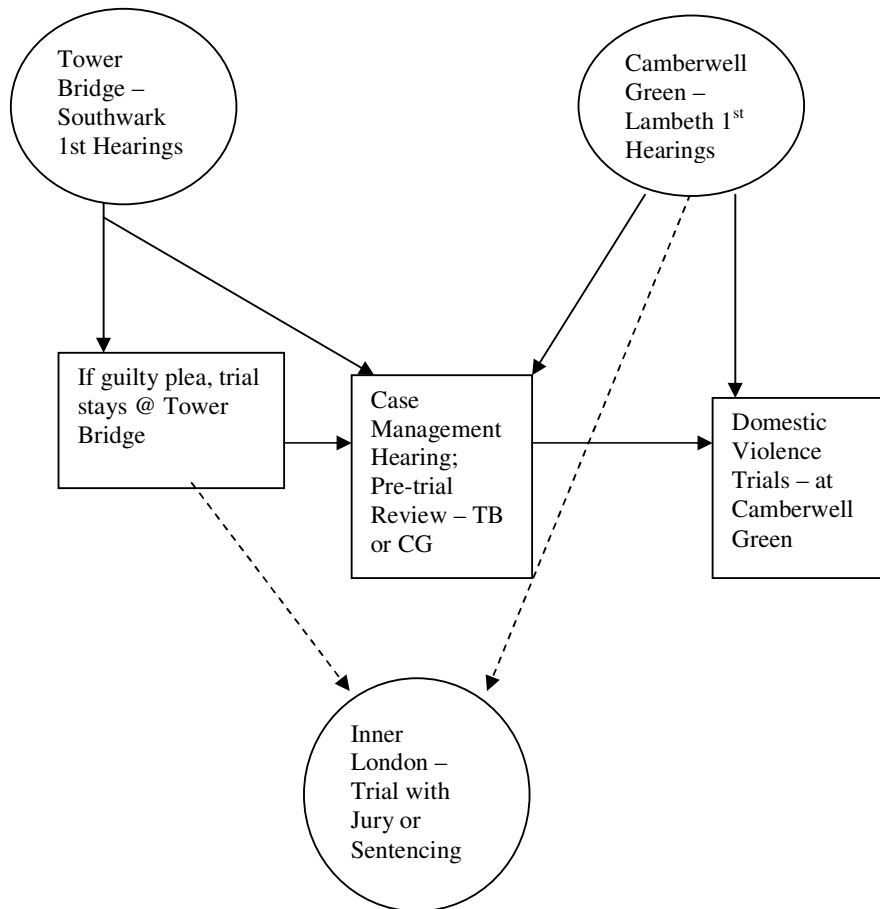 Tower
Bridge –
Southwark
1st Hearings
Camberwell
Green –
Lambeth 1st
Hearings
If guilty plea, trial
stays @ Tower
Bridge
Case
Management
Hearing;
Pre-trial
Review – TB
or CG
Domestic
Violence
Trials – at
Camberwell
Green
Inner
London –
Trial with
Jury or
Sentencing